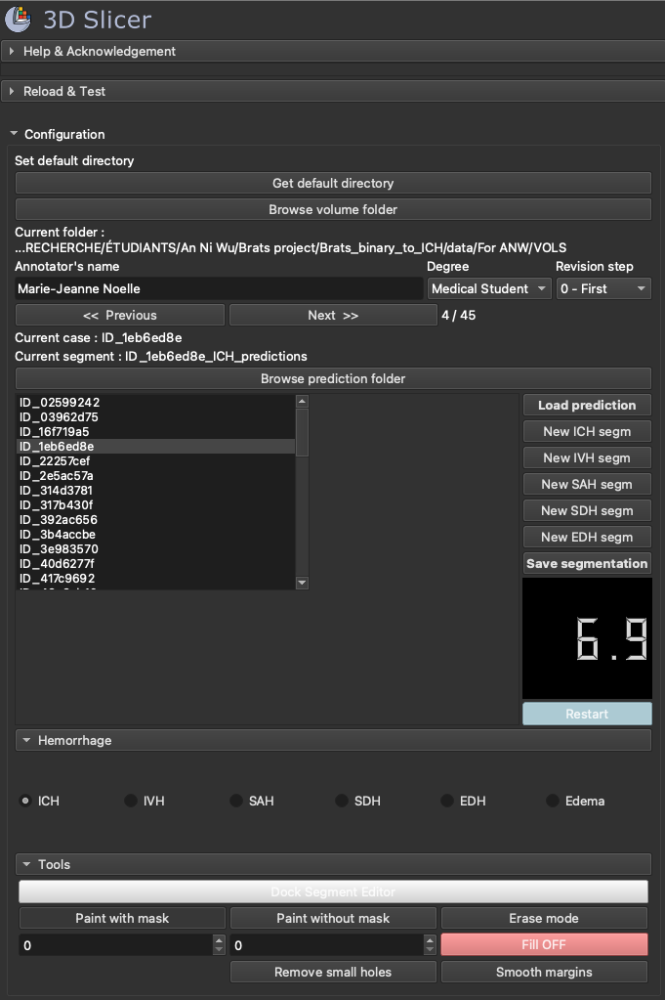 3D Slicer
Help & Acknowledgement
Reload & Test
Configuration
Set default directory
Get default directory
Browse volume folder
Current folder :
...RECHERCHE/ÉTUDIANTS/An Ni Wu/Brats project/Brats_binary_to_ICH/data/For ANW/VOLS
Annotator's name Degree Revision step
Marie-Jeanne Noelle Medical Student 0 - First
<< Previous Next >> 4 / 45
Current case : ID_1eb6ed8e
Current segment : ID_1eb6ed8e_ICH_predictions
Browse prediction folder
ID_02599242
ID_03962d75
ID_16f719a5
ID_1eb6ed8e
ID_22257cef
ID_2e5ac57a
ID_314d3781
ID_317b430f
ID_392ac656
ID_3b4accbe
ID_3e983570
ID_40d6277f
ID_417c9692
Load prediction
New ICH segm
New IVH segm
New SAH segm
New SDH segm
New EDH segm
Save segmentation
6.9
Restart
Hemorrhage
ICH IVH SAH SDH EDH Edema
Tools
Dock Segment Editor
Paint with mask Paint without mask Erase mode
0 0 Fill OFF
Remove small holes Smooth margins